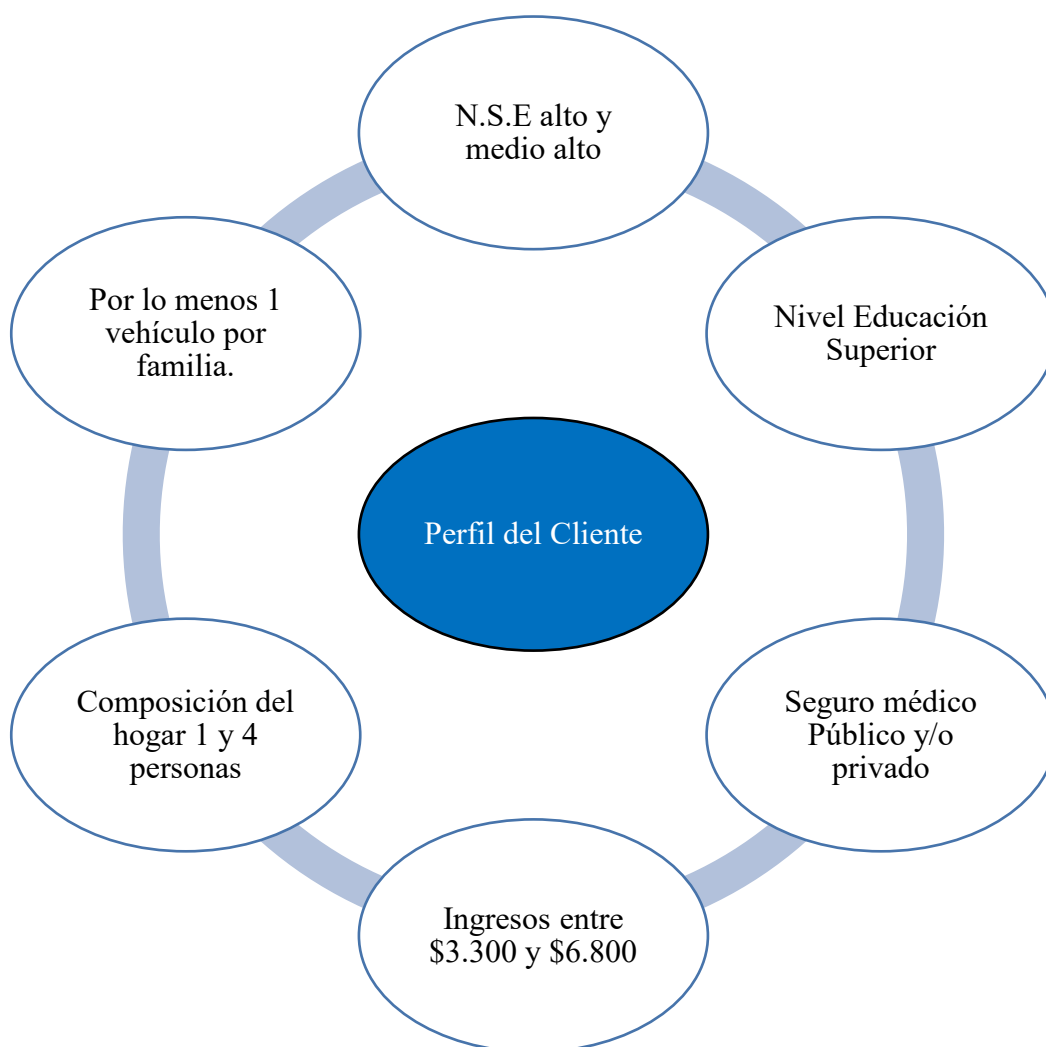 N.S.E alto y
medio alto
Por lo menos 1
vehículo por
familia.
Nivel Educación
Superior
Perfil del Cliente
Composición del
hogar 1 y 4
personas
Seguro médico
Público y/o
privado
Ingresos entre
$3.300 y $6.800